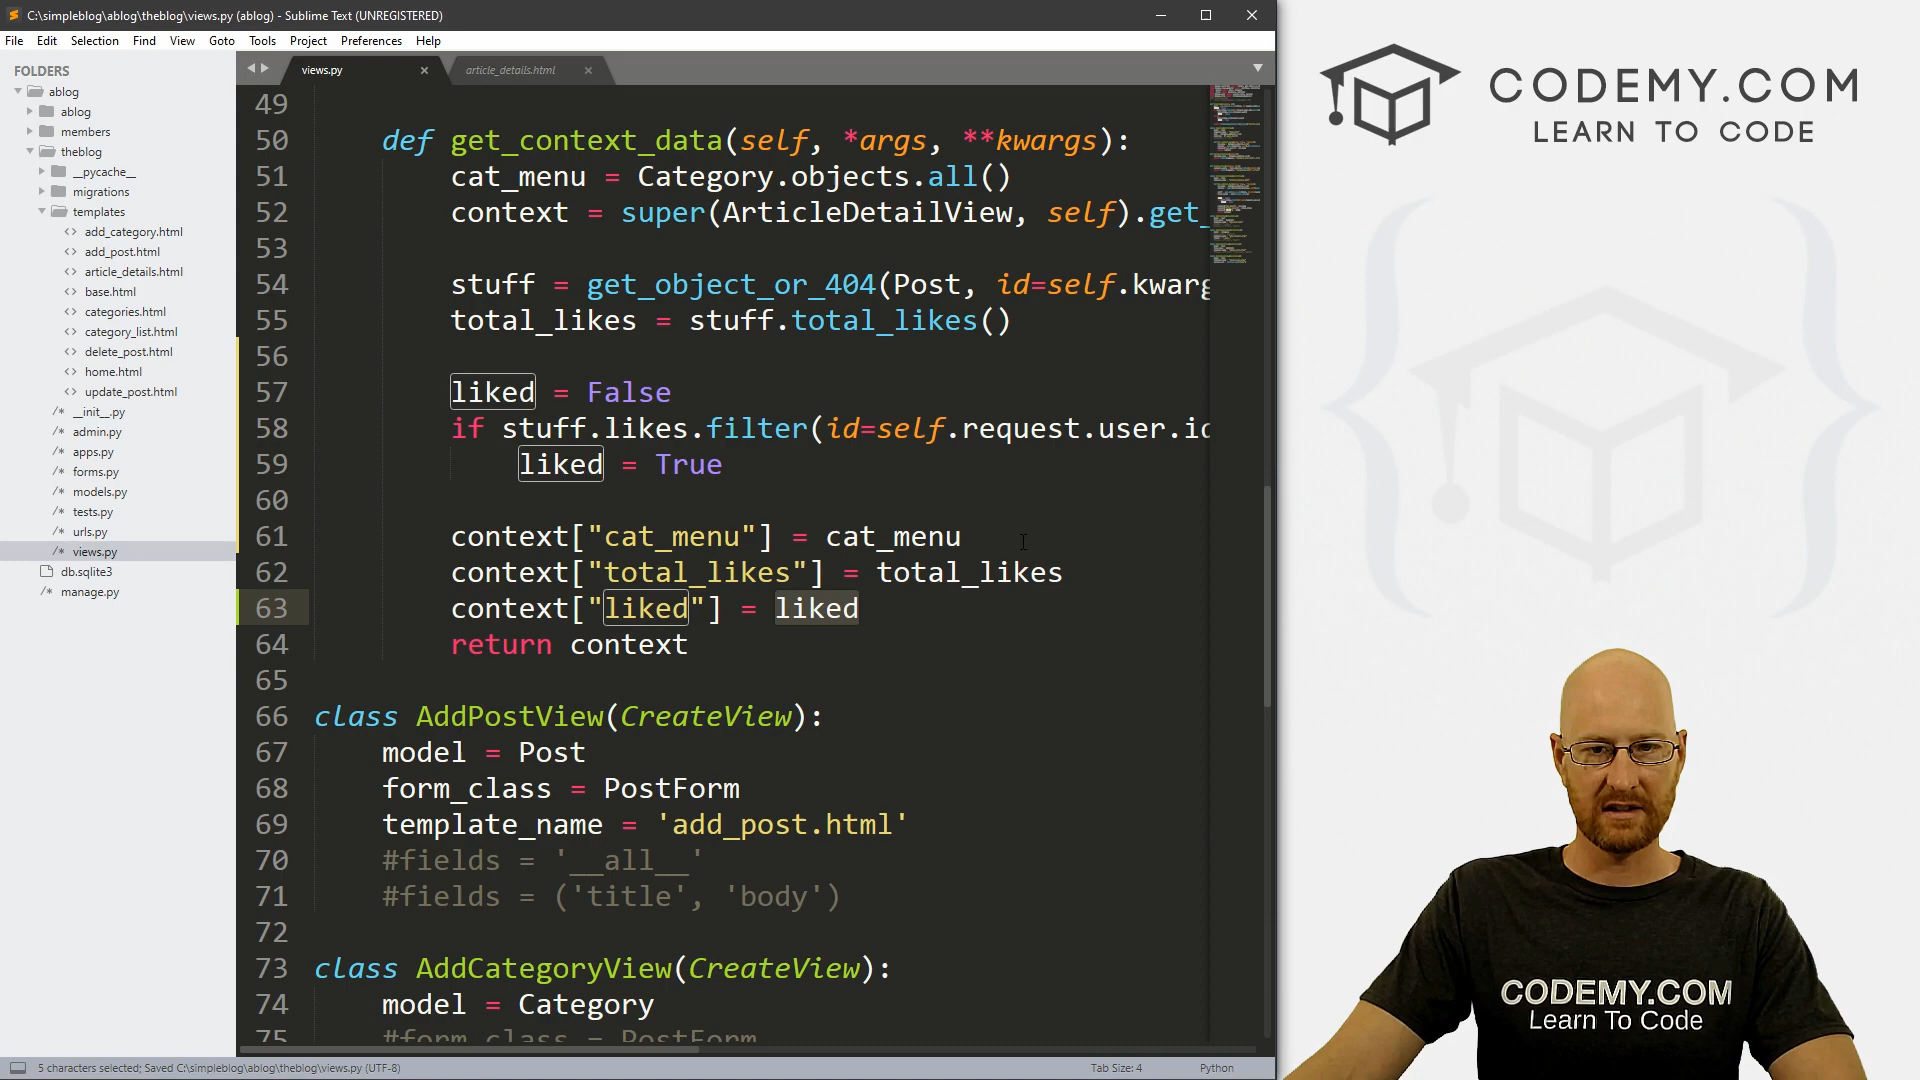 C:\simpleblog\ablog\theblog\views.py (ablog) - Sublime Text (UNREGISTERED)
File Edit Selection Find View Goto Tools Project Preferences Help
FOLDERS
ablog
ablog
members
theblog
__pycache__
migrations
templates
add_category.html
add_post.html
article_details.html
base.html
categories.html
category_list.html
delete_post.html
home.html
update_post.html
__init__.py
admin.py
apps.py
forms.py
models.py
tests.py
urls.py
views.py
db.sqlite3
manage.py
views.py article_details.html
49
50 def get_context_data(self, *args, **kwargs):
51 cat_menu = Category.objects.all()
52 context = super(ArticleDetailView, self).get_
53
54 stuff = get_object_or_404(Post, id=self.kwarg
55 total_likes = stuff.total_likes()
56
57 liked = False
58 if stuff.likes.filter(id=self.request.user.id
59 liked = True
60
61 context["cat_menu"] = cat_menu
62 context["total_likes"] = total_likes
63 context["liked"] = liked
64 return context
65
66 class AddPostView(CreateView):
67 model = Post
68 form_class = PostForm
69 template_name = 'add_post.html'
70 #fields = '__all__'
71 #fields = ('title', 'body')
72
73 class AddCategoryView(CreateView):
74 model = Category
75 #form_class = PostForm
5 characters selected; Saved C:\simpleblog\ablog\theblog\views.py (UTF-8) Tab Size: 4 Python
CODEMY.COM
LEARN TO CODE
CODEMY.COM
Learn To Code